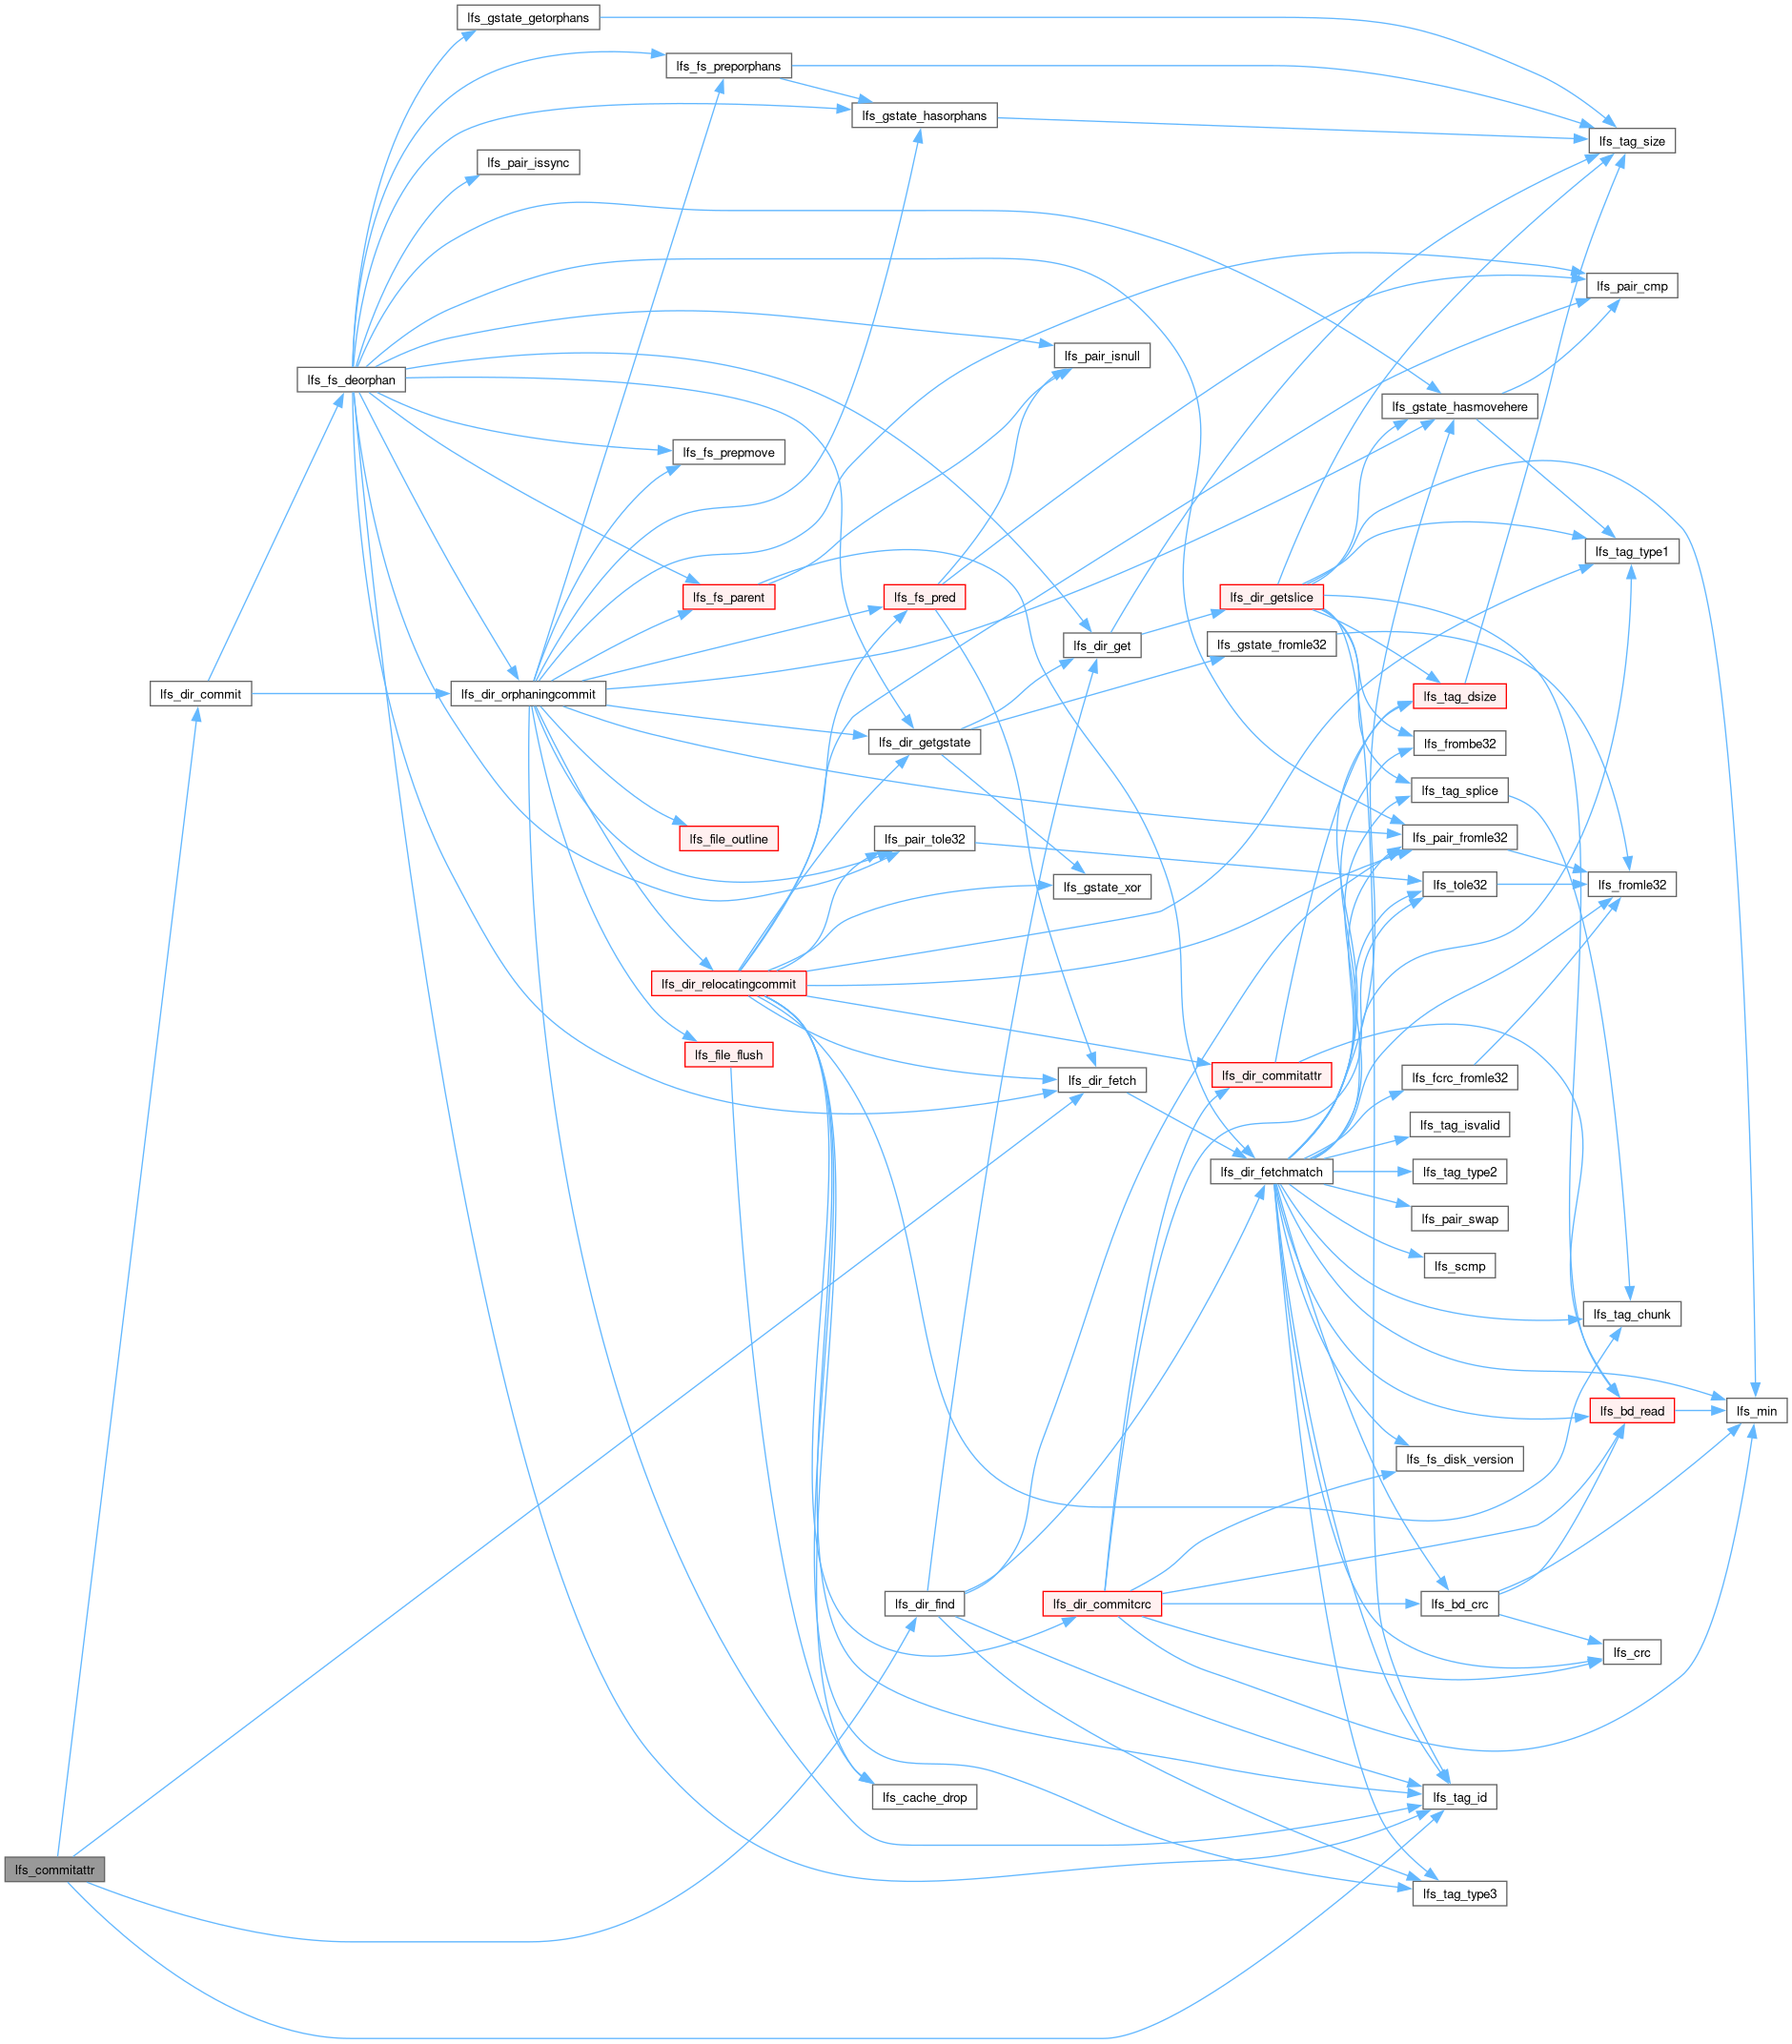 lfs_gstate_getorphans
lfs_fs_preporphans
lfs_gstate_hasorphans
lfs_tag_size
lfs_pair_issync
lfs_pair_cmp
lfs_pair_isnull
lfs_fs_deorphan
lfs_gstate_hasmovehere
lfs_fs_prepmove
lfs_tag_type1
lfs_fs_parent
lfs_fs_pred
lfs_dir_getslice
lfs_dir_get
lfs_gstate_fromle32
lfs_dir_commit
lfs_dir_orphaningcommit
lfs_tag_dsize
lfs_dir_getgstate
lfs_frombe32
lfs_tag_splice
lfs_file_outline
lfs_pair_tole32
lfs_pair_fromle32
lfs_gstate_xor
lfs_tole32
lfs_fromle32
lfs_dir_relocatingcommit
lfs_file_flush
lfs_dir_fetch
lfs_dir_commitattr
lfs_fcrc_fromle32
lfs_tag_isvalid
lfs_dir_fetchmatch
lfs_tag_type2
lfs_pair_swap
lfs_scmp
lfs_tag_chunk
lfs_bd_read
lfs_min
lfs_fs_disk_version
lfs_dir_find
lfs_dir_commitcrc
lfs_bd_crc
lfs_crc
lfs_cache_drop
lfs_tag_id
lfs_commitattr
lfs_tag_type3